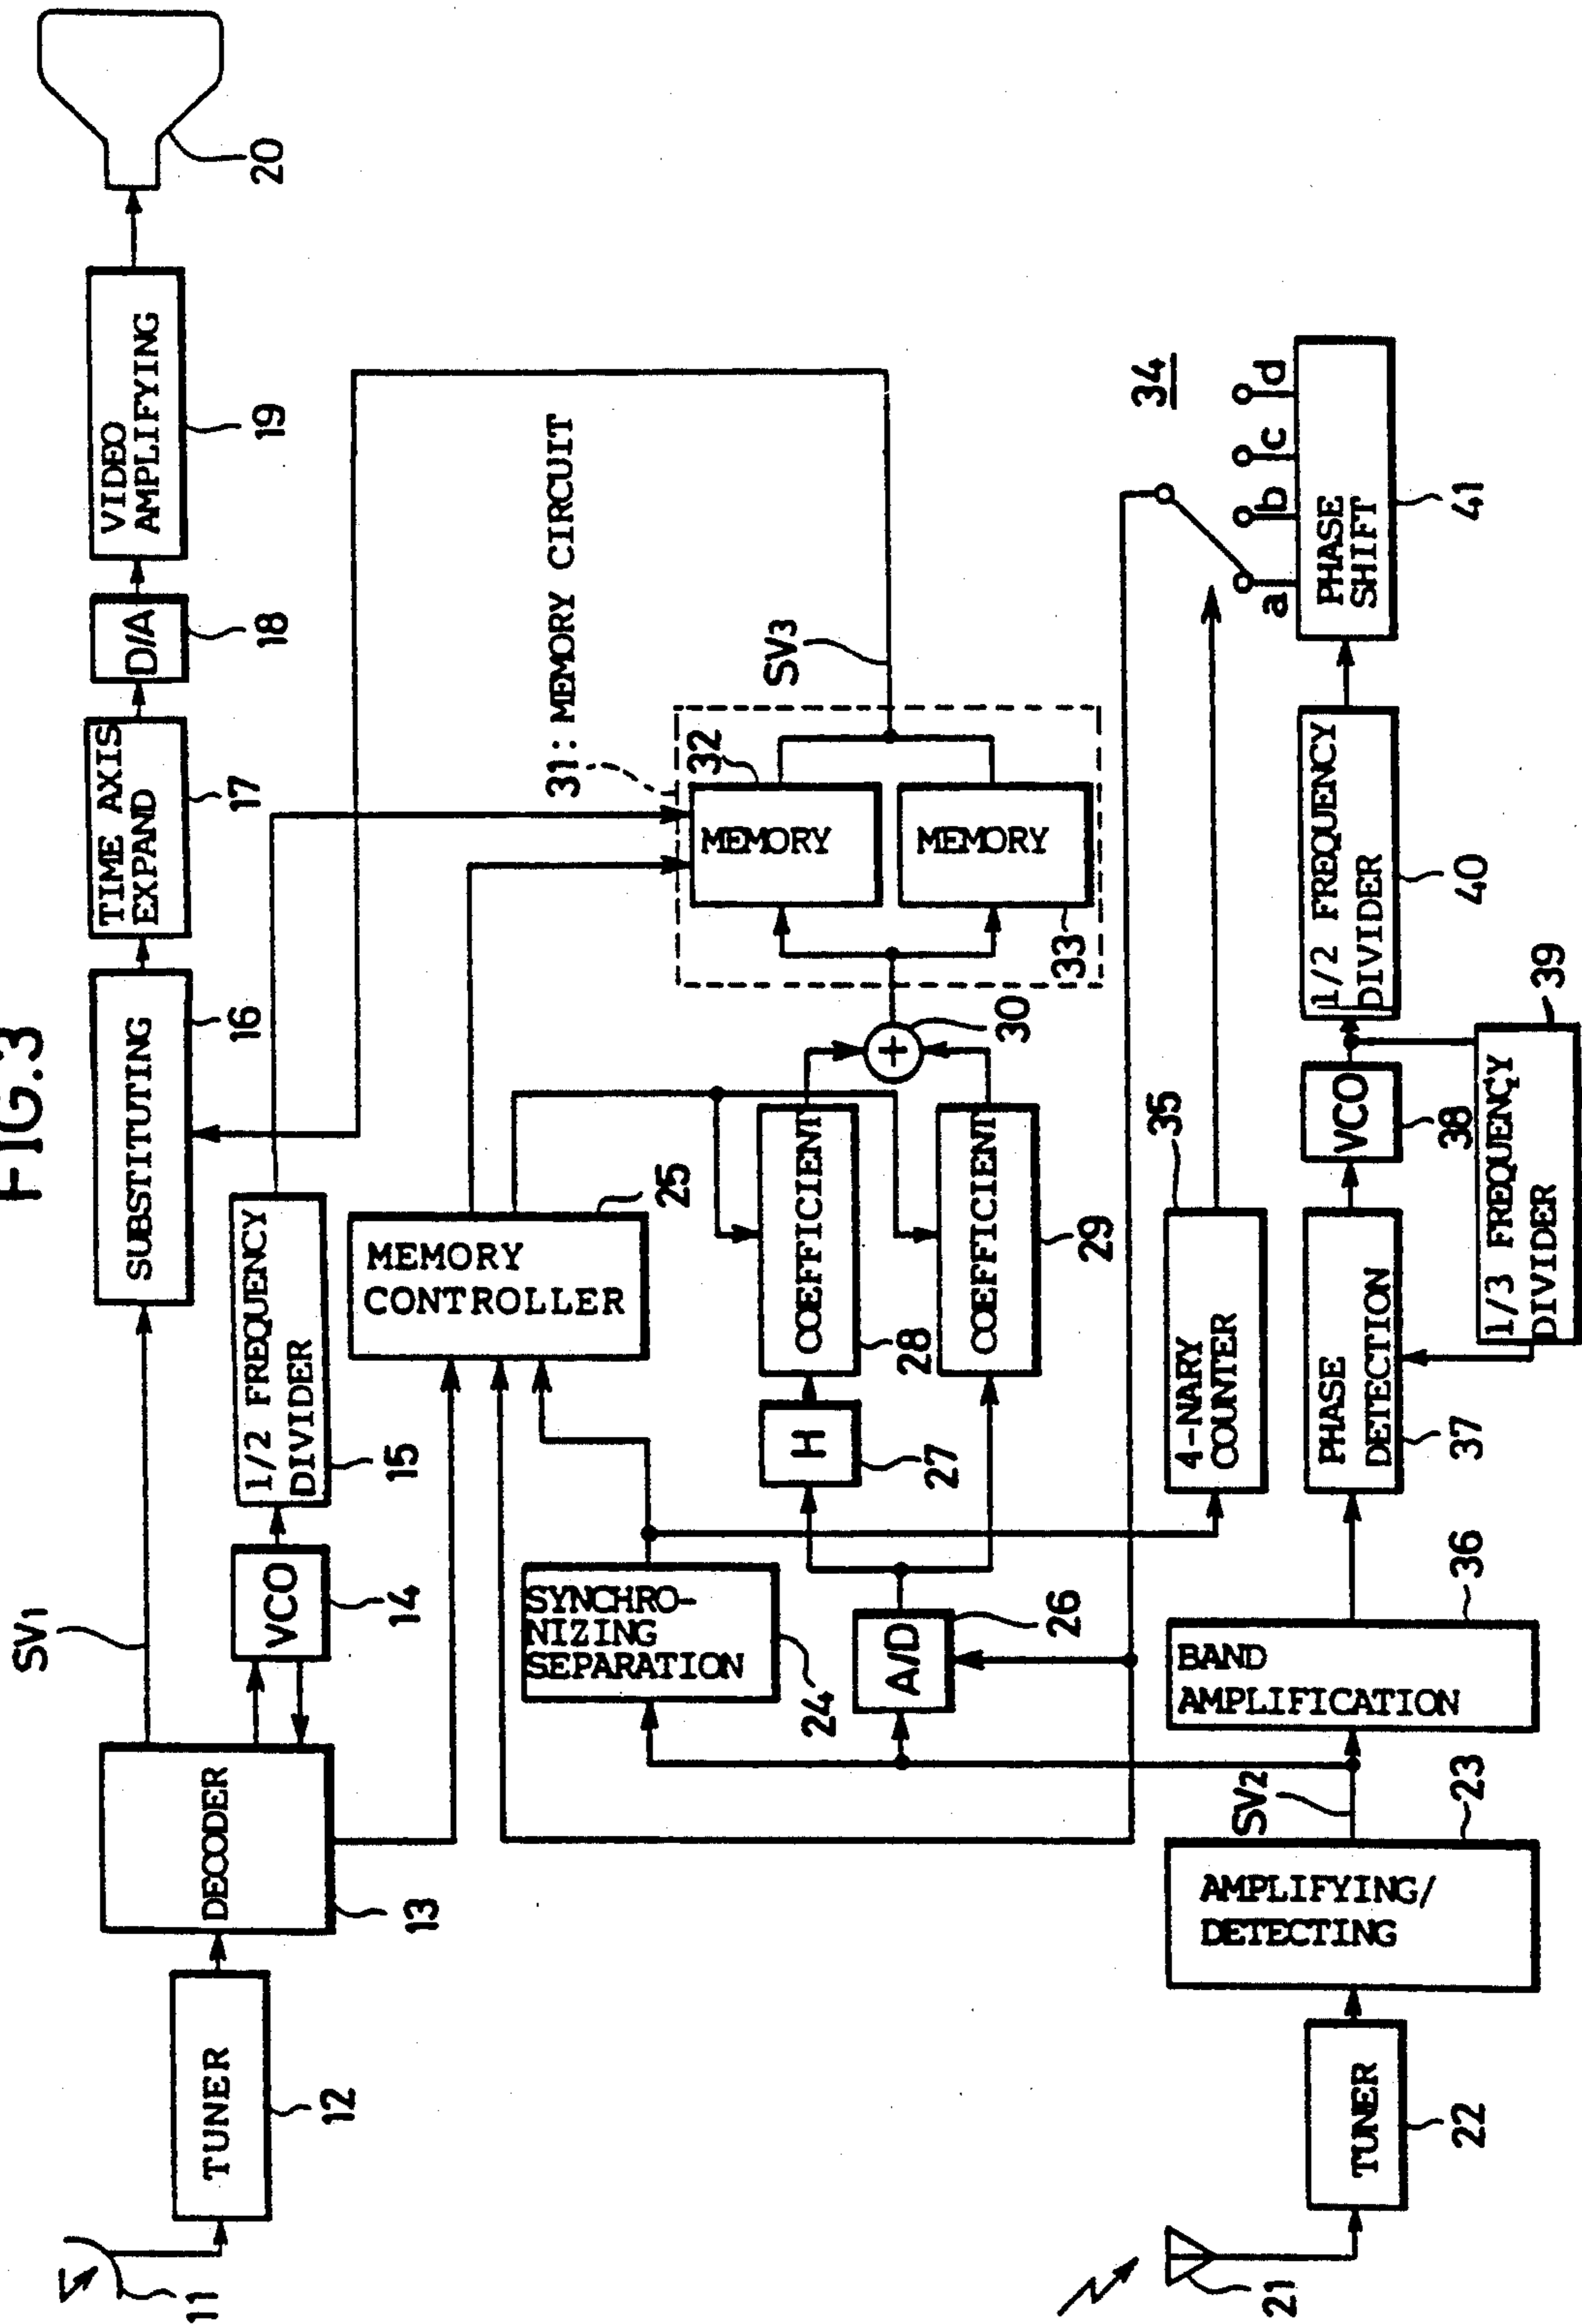 FIG.3
SV1
11
TUNER
12
DECODER
13
VCO
14
1/2 FREQUENCY
DIVIDER
15
SUBSTITUTING
16
TIME AXIS
EXPAND
17
D/A
18
VIDEO
AMPLIFYING
19
20
MEMORY
CONTROLLER
25
SYNCHRO-
NIZING
SEPARATION
24
A/D
26
H
27
COEFFICIENT
28
COEFFICIENT
29
+
30
31: MEMORY CIRCUIT
MEMORY
32
MEMORY
33
SV3
34
a
b
c
d
4-NARY
COUNTER
35
21
TUNER
22
AMPLIFYING/
DETECTING
23
SV2
BAND
AMPLIFICATION
36
PHASE
DETECTION
37
VCO
38
1/3 FREQUENCY
DIVIDER
39
1/2 FREQUENCY
DIVIDER
40
PHASE
SHIFT
41